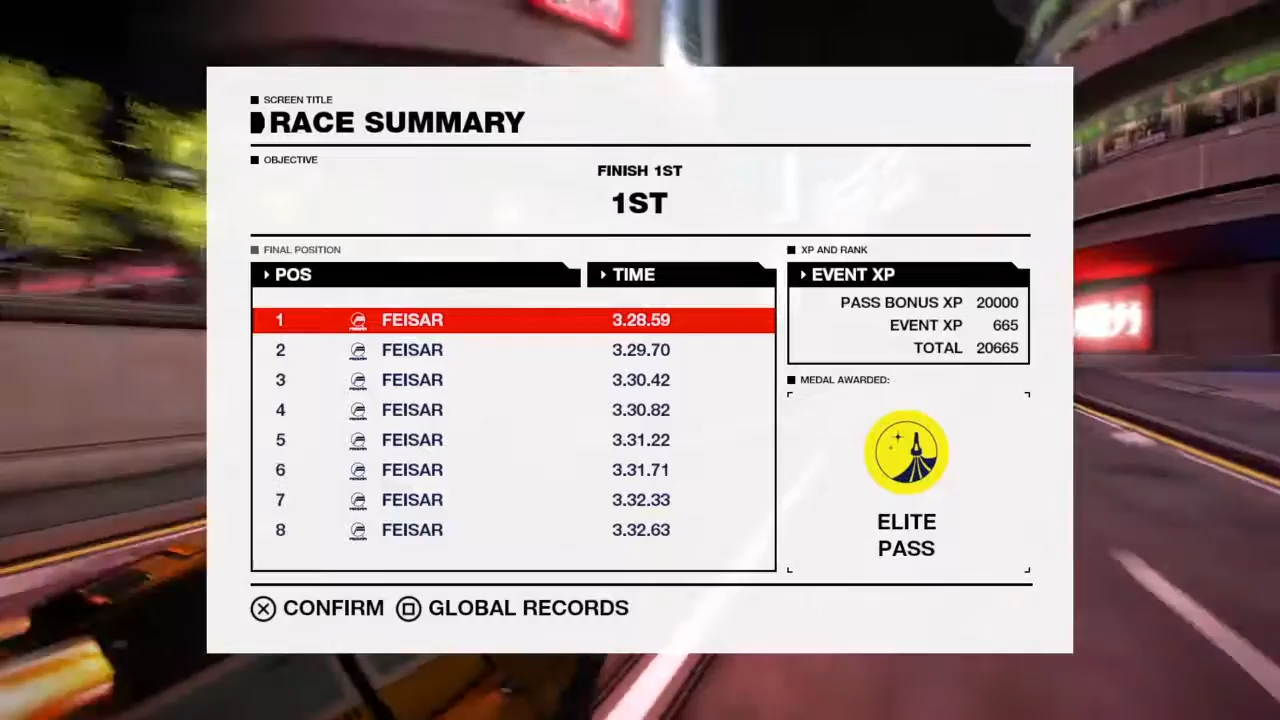 SCREEN TITLE
RACE SUMMARY
OBJECTIVE
FINISH 1ST
1ST
FINAL POSITION
POS TIME
1 FEISAR 3.28.59
2 FEISAR 3.29.70
3 FEISAR 3.30.42
4 FEISAR 3.30.82
5 FEISAR 3.31.22
6 FEISAR 3.31.71
7 FEISAR 3.32.33
8 FEISAR 3.32.63
XP AND RANK
EVENT XP
PASS BONUS XP 20000
EVENT XP 665
TOTAL 20665
MEDAL AWARDED:
ELITE
PASS
CONFIRM GLOBAL RECORDS